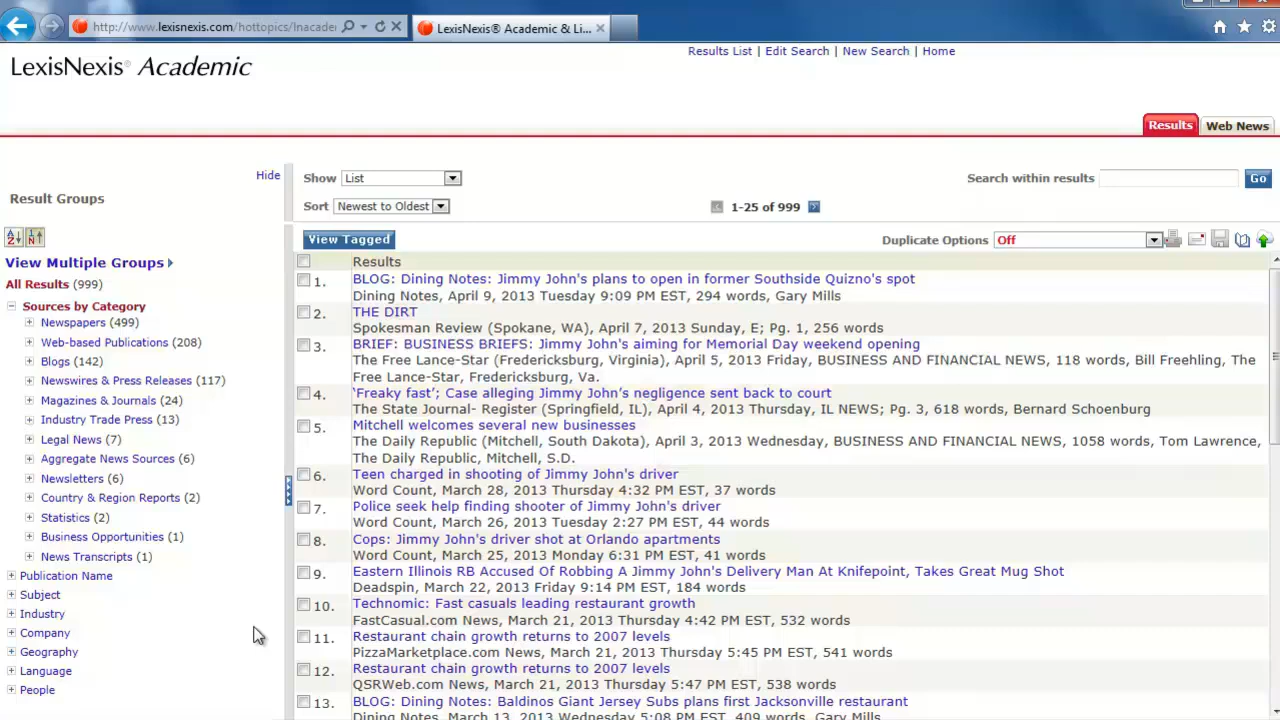 http://www.lexisnexis.com/hottopics/lnacader
LexisNexis® Academic & Li...
Results List | Edit Search | New Search | Home
LexisNexis® Academic
Results
Web News
Hide
Show List
Search within results
Go
Result Groups
Sort Newest to Oldest
1-25 of 999
View Tagged
Duplicate Options Off
View Multiple Groups
All Results (999)
Sources by Category
Newspapers (499)
Web-based Publications (208)
Blogs (142)
Newswires & Press Releases (117)
Magazines & Journals (24)
Industry Trade Press (13)
Legal News (7)
Aggregate News Sources (6)
Newsletters (6)
Country & Region Reports (2)
Statistics (2)
Business Opportunities (1)
News Transcripts (1)
Publication Name
Subject
Industry
Company
Geography
Language
People
Results
1. BLOG: Dining Notes: Jimmy John's plans to open in former Southside Quizno's spot
Dining Notes, April 9, 2013 Tuesday 9:09 PM EST, 294 words, Gary Mills
2. THE DIRT
Spokesman Review (Spokane, WA), April 7, 2013 Sunday, E; Pg. 1, 256 words
3. BRIEF: BUSINESS BRIEFS: Jimmy John's aiming for Memorial Day weekend opening
The Free Lance-Star (Fredericksburg, Virginia), April 5, 2013 Friday, BUSINESS AND FINANCIAL NEWS, 118 words, Bill Freehling, The
Free Lance-Star, Fredericksburg, Va.
4. ‘Freaky fast’; Case alleging Jimmy John’s negligence sent back to court
The State Journal- Register (Springfield, IL), April 4, 2013 Thursday, IL NEWS; Pg. 3, 618 words, Bernard Schoenburg
5. Mitchell welcomes several new businesses
The Daily Republic (Mitchell, South Dakota), April 3, 2013 Wednesday, BUSINESS AND FINANCIAL NEWS, 1058 words, Tom Lawrence,
The Daily Republic, Mitchell, S.D.
6. Teen charged in shooting of Jimmy John's driver
Word Count, March 28, 2013 Thursday 4:32 PM EST, 37 words
7. Police seek help finding shooter of Jimmy John's driver
Word Count, March 26, 2013 Tuesday 2:27 PM EST, 44 words
8. Cops: Jimmy John's driver shot at Orlando apartments
Word Count, March 25, 2013 Monday 6:31 PM EST, 41 words
9. Eastern Illinois RB Accused Of Robbing A Jimmy John's Delivery Man At Knifepoint, Takes Great Mug Shot
Deadspin, March 22, 2013 Friday 9:14 PM EST, 184 words
10. Technomic: Fast casuals leading restaurant growth
FastCasual.com News, March 21, 2013 Thursday 4:42 PM EST, 532 words
11. Restaurant chain growth returns to 2007 levels
PizzaMarketplace.com News, March 21, 2013 Thursday 5:45 PM EST, 541 words
12. Restaurant chain growth returns to 2007 levels
QSRWeb.com News, March 21, 2013 Thursday 5:47 PM EST, 538 words
13. BLOG: Dining Notes: Baldinos Giant Jersey Subs plans first Jacksonville restaurant
Dining Notes, March 13, 2013 Wednesday 5:08 PM EST, 409 words, Gary Mills